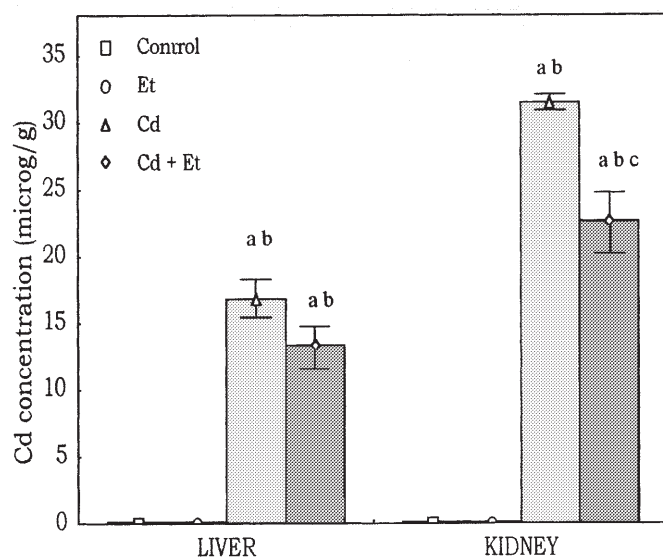 Cd concentration (microg/g)
35
30
25
20
15
10
5
0
Control
Et
Cd
Cd + Et
a b
a b
a b
a b c
LIVER
KIDNEY